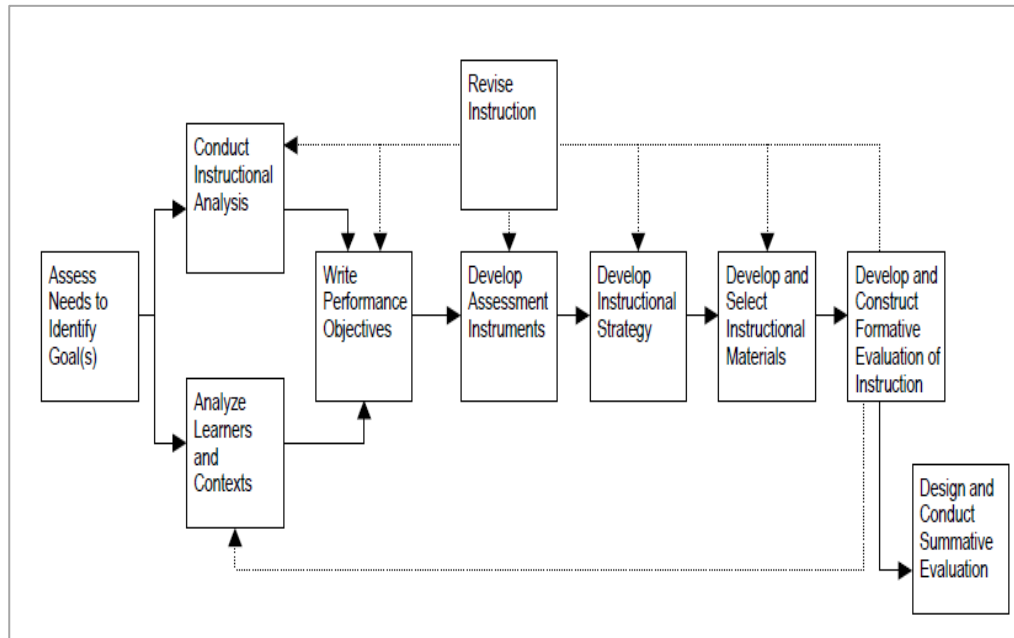 Revise
Instruction
Conduct
Instructional
Analysis
Assess
Needs to
Identify
Goal(s)
Write
Performance
Objectives
Develop
Assessment
Instruments
Develop
Instructional
Strategy
Develop and
Select
Instructional
Materials
Develop and
Construct
Formative
Evaluation of
Instruction
Analyze
Learners
and
Contexts
Design and
Conduct
Summative
Evaluation